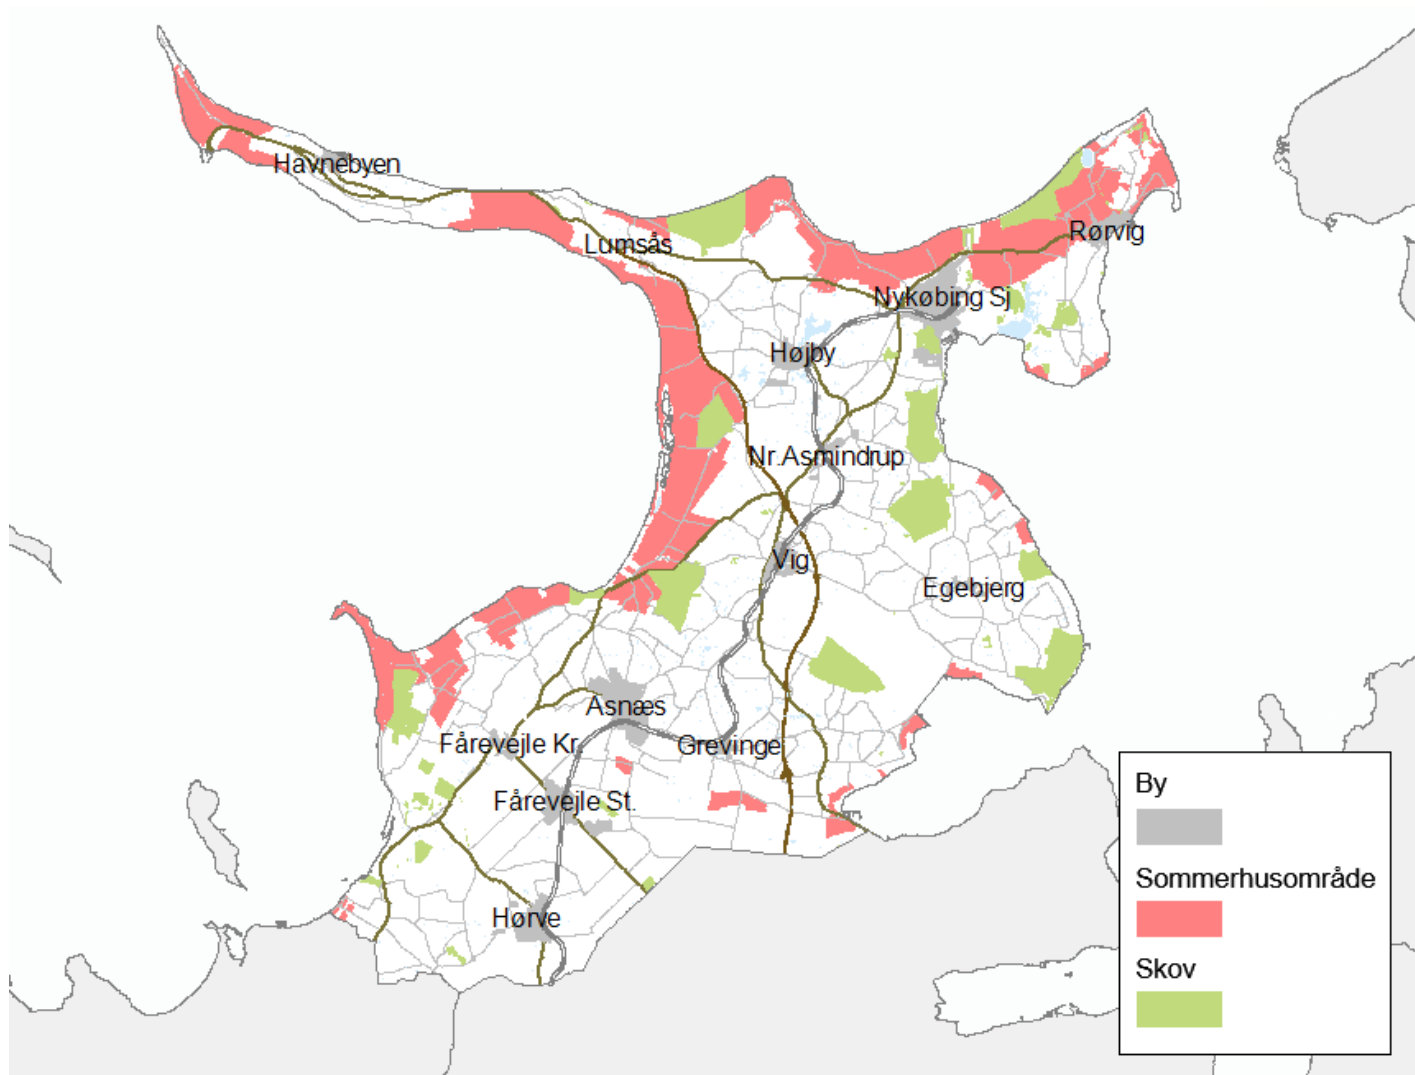 Havnebyen
Rørvig
Lumsås
Nykøbing Sj
Højby
Nr.Asmindrup
Vig
Egebjerg
Asnæs
Fårevejle Kr.
Grevinge
Fårevejle St.
Hørve
By
Sommerhusområde
Skov